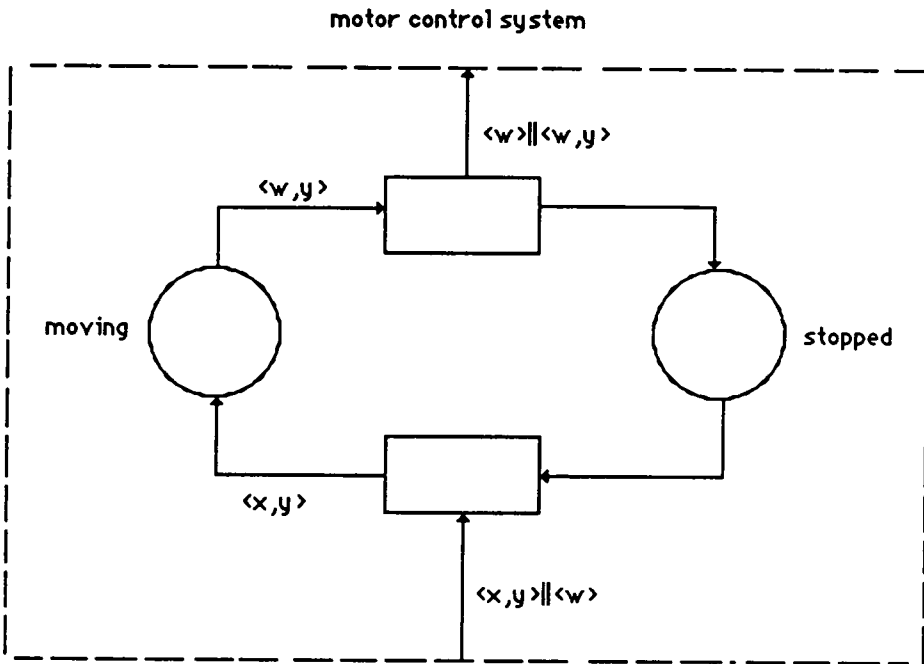 motor control system
<w>||<w,y>
<w,y>
moving
stopped
<x,y>
<x,y>||<w>